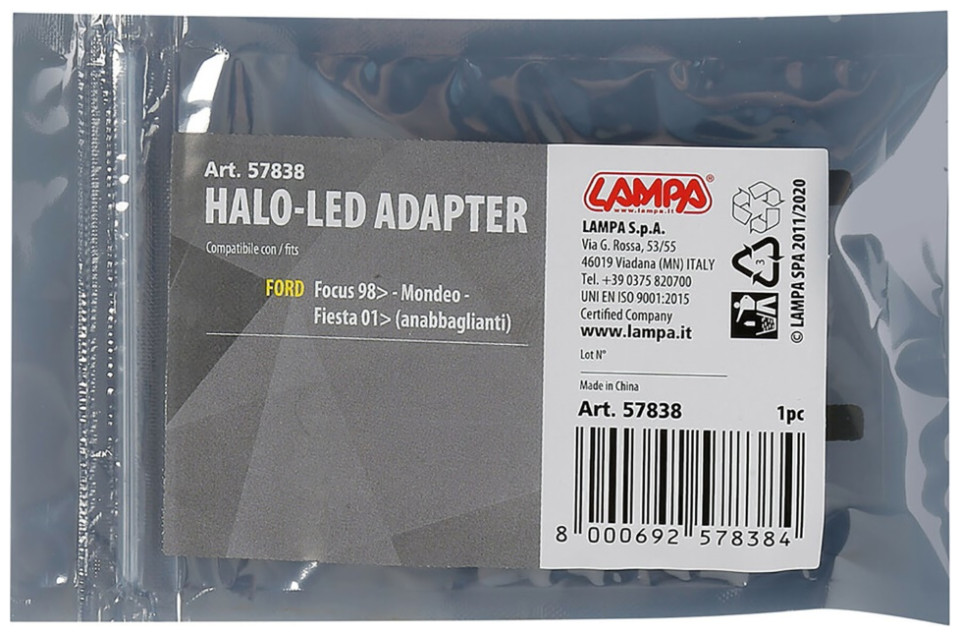 Art. 57838
HALO-LED ADAPTER
Compatibile con / fits
FORD Focus 98> - Mondeo -
Fiesta 01> (anabbaglianti)
LAMPA®
www.lampa.it
LAMPA S.p.A.
Via G. Rossa, 53/55
46019 Viadana (MN) ITALY
Tel. +39 0375 820700
UNI EN ISO 9001:2015
Certified Company
www.lampa.it
Lot N°
Made in China
Art. 57838
1pc
8 000692 578384
3
© LAMPA SPA 2011/2020